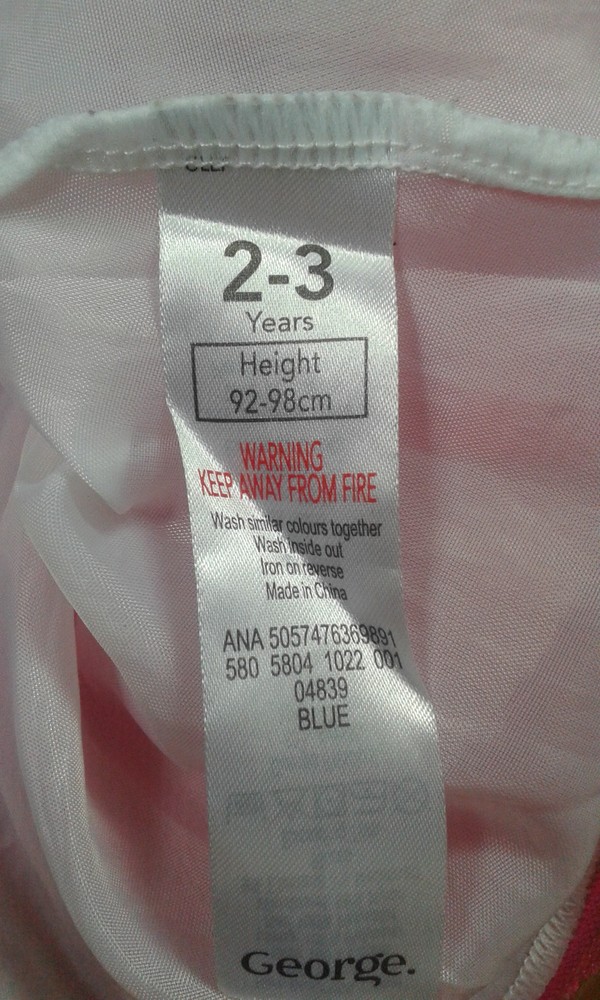 2-3
Years
Height
92-98cm
WARNING
KEEP AWAY FROM FIRE
Wash similar colours together
Wash inside out
Iron on reverse
Made in China
ANA 5057476369891
580 5804 1022 001
04839
BLUE
George.